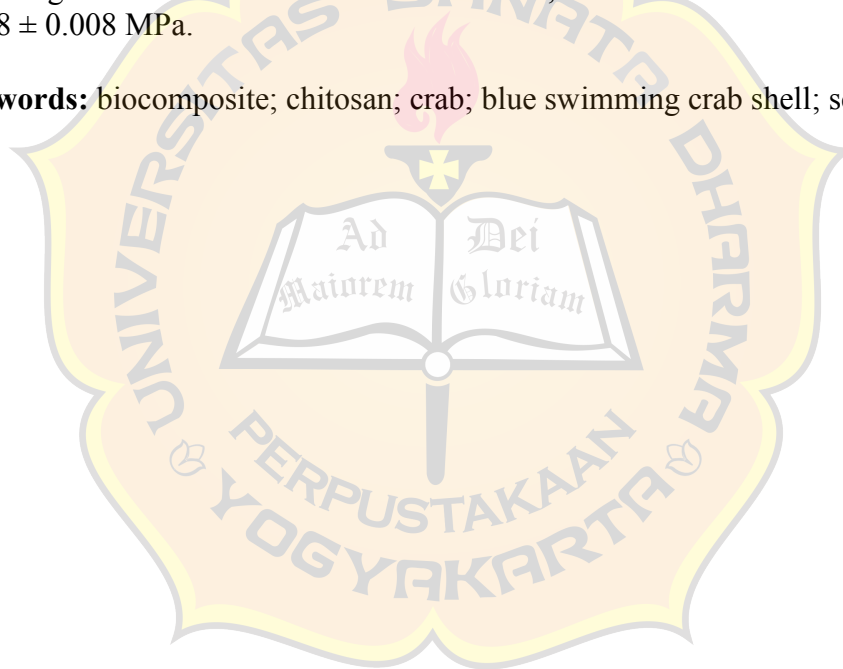 8 ± 0.008 MPa.
words: biocomposite; chitosan; crab; blue swimming crab shell;
UNIVERSITAS SANATA DHARMA
Ad Dei
Maiorem Gloriam
PERPUSTAKAAN
YOGYAKARTA